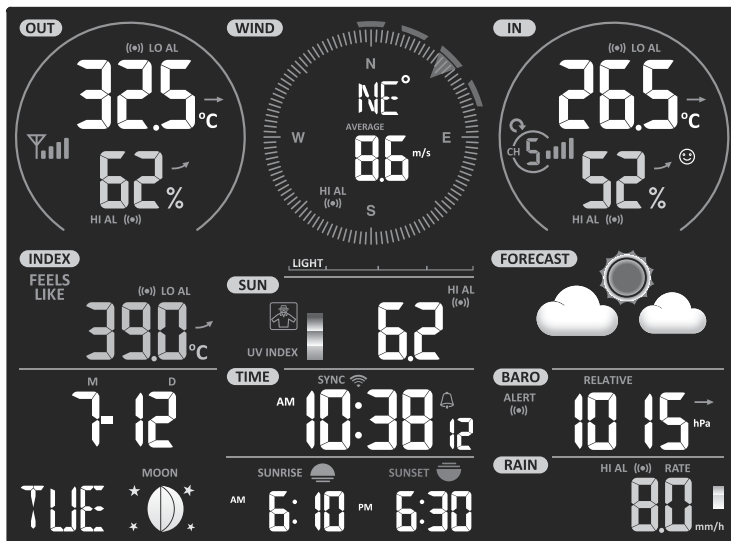 OUT
((•)) LO AL
32.5 °C
62 %
HI AL ((•))
WIND
N
NE°
W
E
AVERAGE
8.6 m/s
HI AL
((•))
S
IN
((•)) LO AL
26.5 °C
CH 5
52 %
HI AL ((•))
INDEX
FEELS
LIKE
((•)) LO AL
39.0 °C
LIGHT
SUN
HI AL
((•))
UV INDEX
6.2
FORECAST
M D
7-12
TUE
MOON
TIME
SYNC
AM 10:38 12
SUNRISE
AM 6:10
SUNSET
PM 6:30
BARO
RELATIVE
ALERT
((•))
1015 hPa
RAIN
HI AL ((•)) RATE
8.0 mm/h